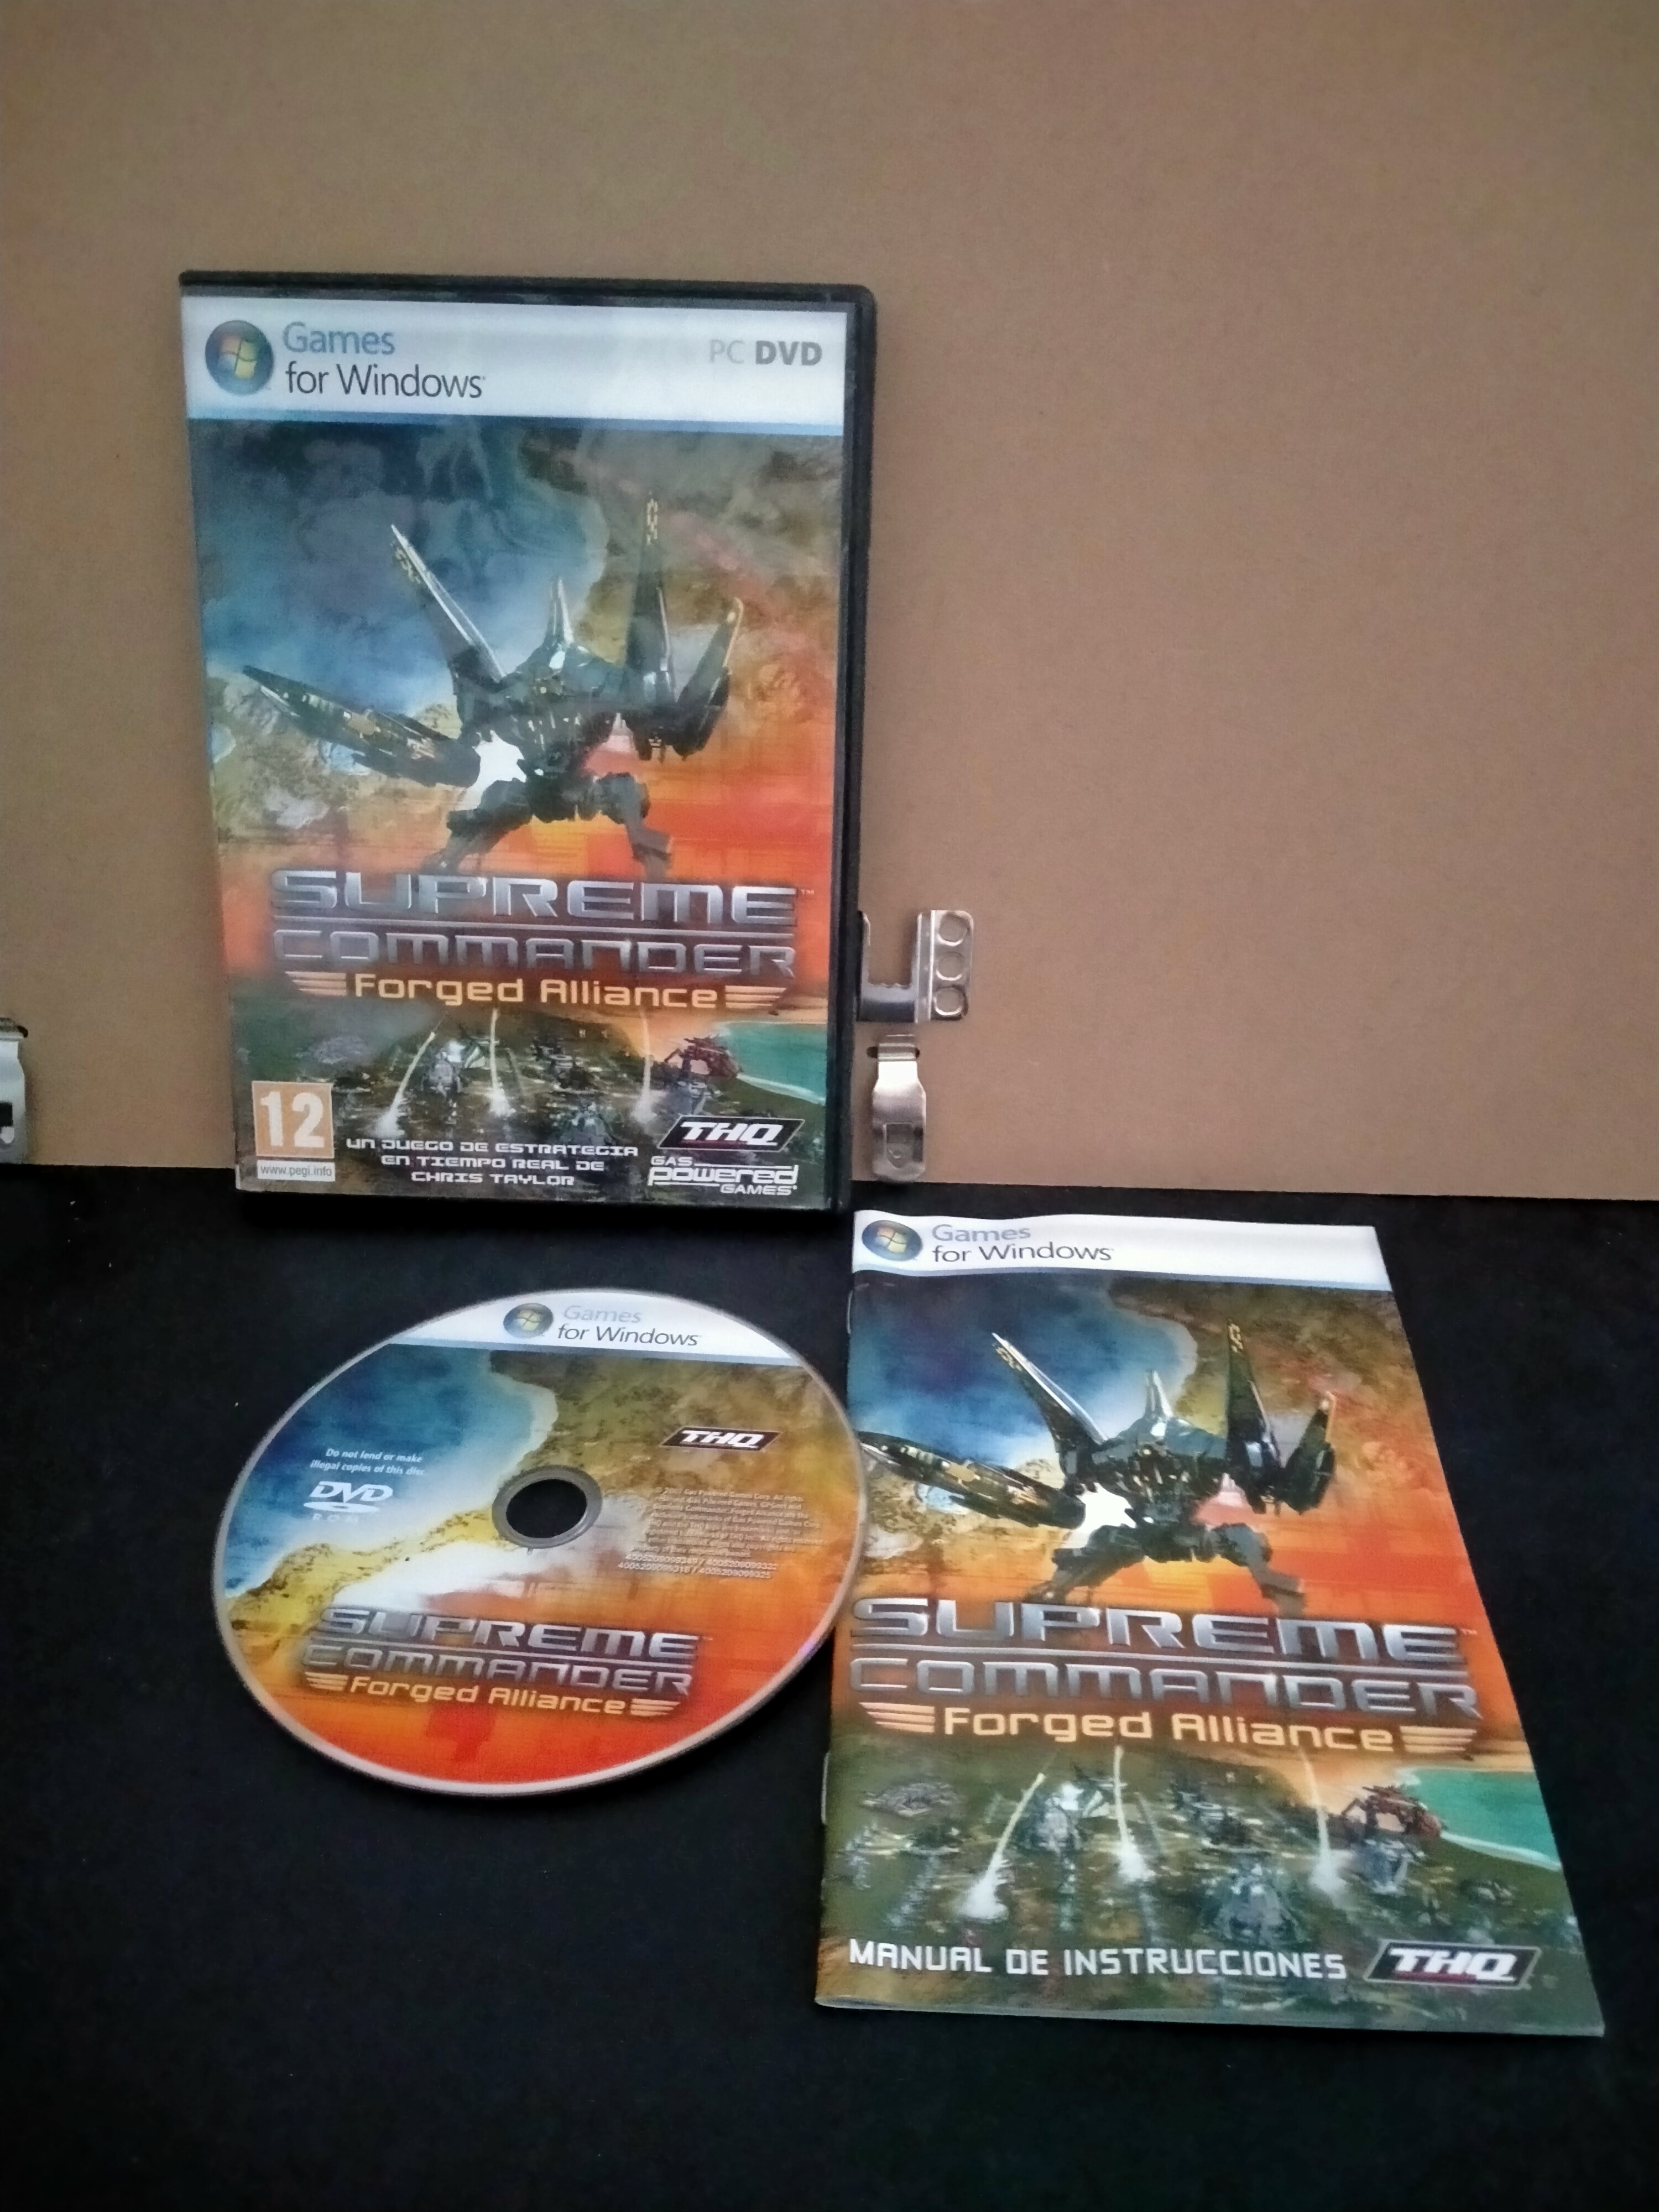 Games
for Windows
PC DVD
SUPREME™
COMMANDER
Forged Alliance
12
www.pegi.info
UN JUEGO DE ESTRATEGIA
EN TIEMPO REAL DE
CHRIS TAYLOR
THQ
GAS
powered
GAMES
Games
for Windows
THQ
Do not lend or make
illegal copies of this disc.
DVD
SUPREME
COMMANDER
Forged Alliance
Games
for Windows
SUPREME™
COMMANDER
Forged Alliance
MANUAL DE INSTRUCCIONES
THQ